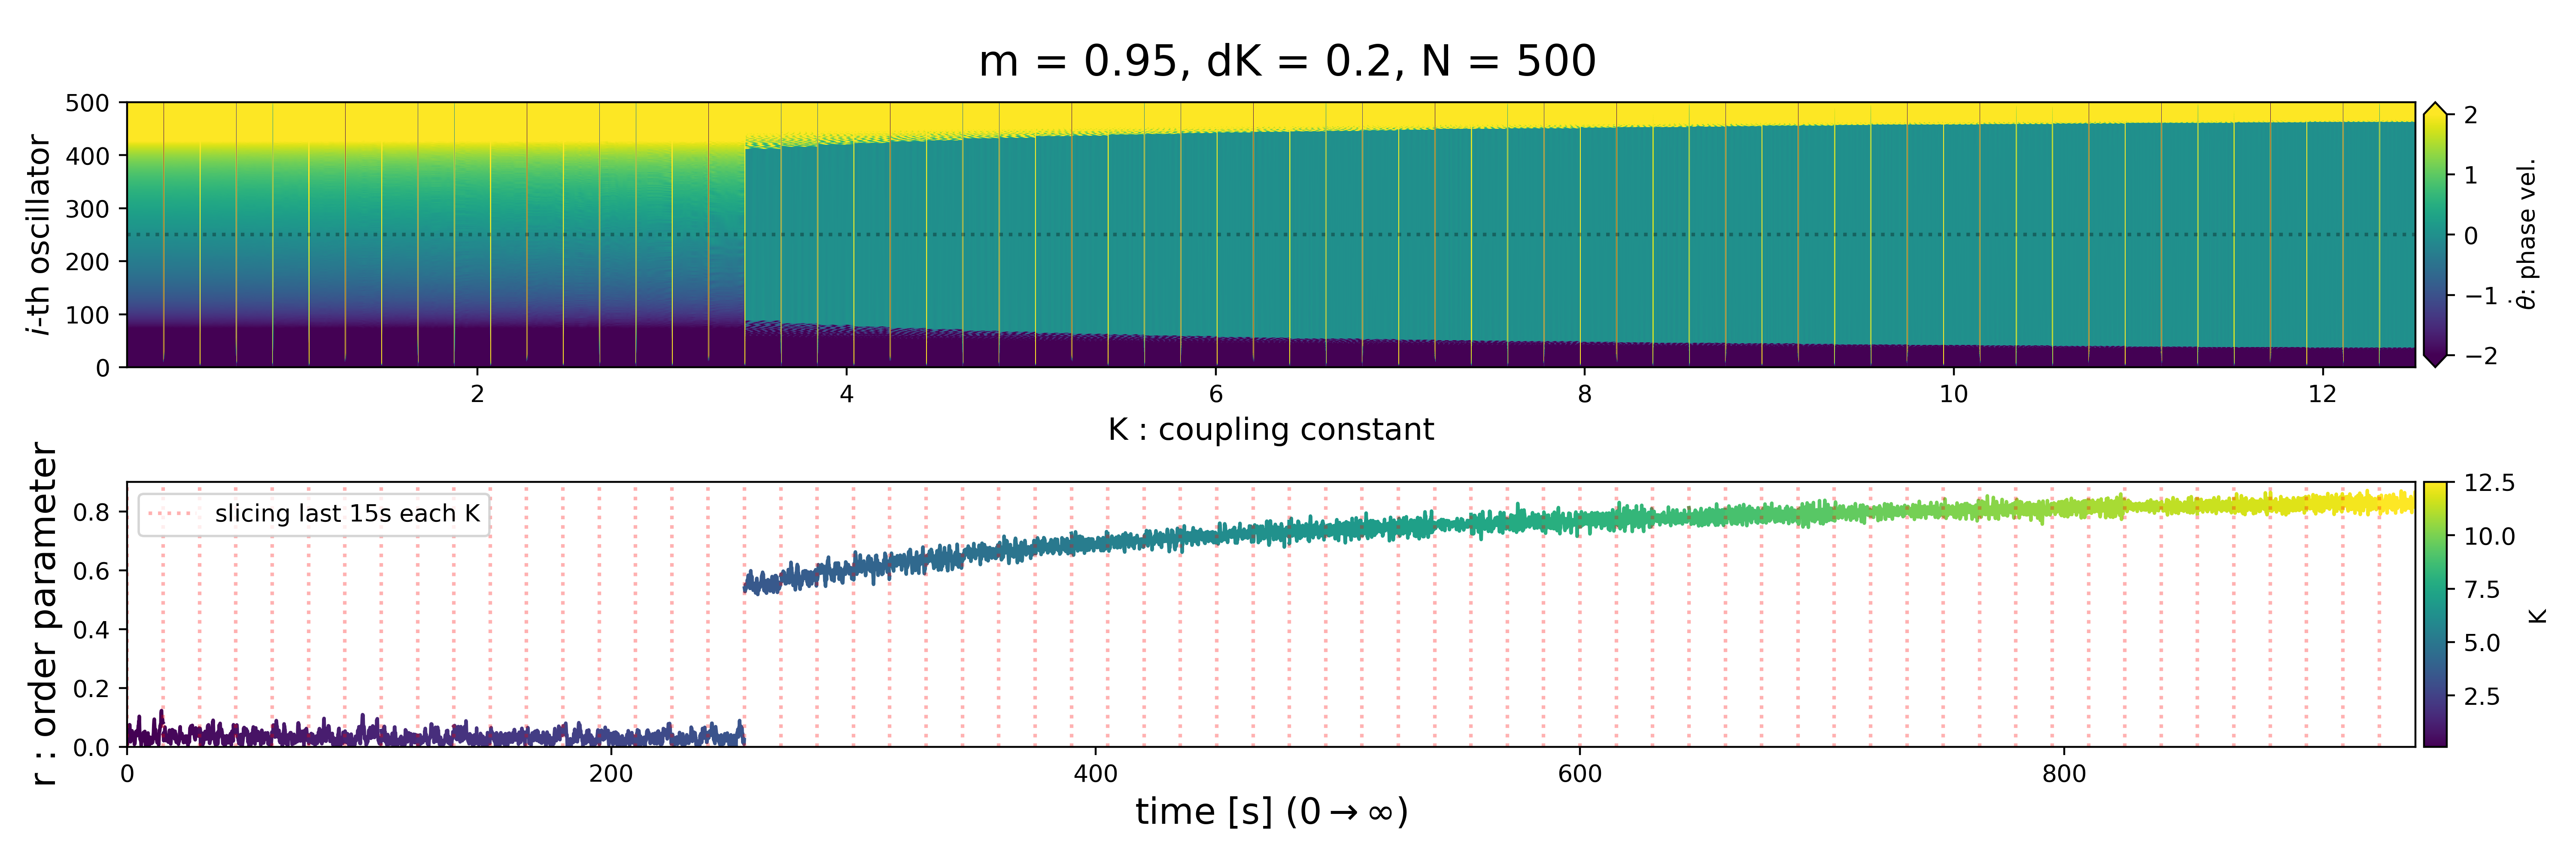 m = 0.95, dK = 0.2, N = 500
500
400
300
200
100
0
i-th oscillator
2 4 6 8 10 12
K : coupling constant
2
1
0
−1
−2
θ̇: phase vel.
0.8
0.6
0.4
0.2
0.0
r : order parameter
slicing last 15s each K
0 200 400 600 800
time [s] (0→∞)
12.5
10.0
7.5
5.0
2.5
K